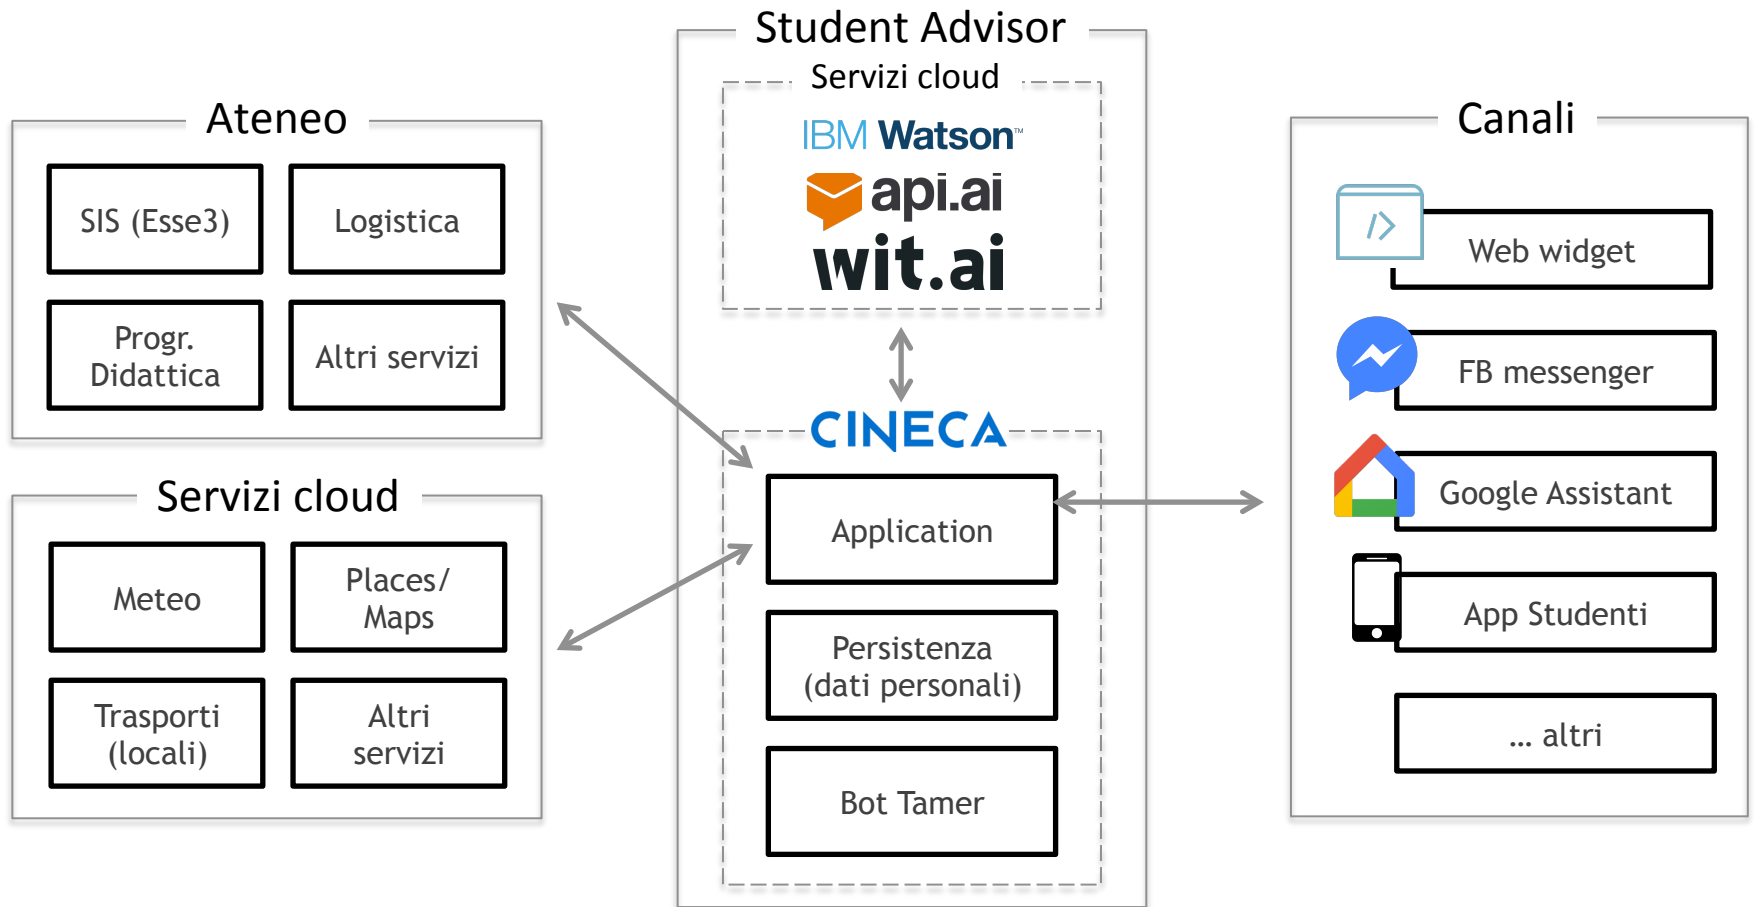 Student Advisor
Servizi cloud
IBM Watson™
api.ai
wit.ai
Ateneo
SIS (Esse3)
Logistica
Progr.
Didattica
Altri servizi
Servizi cloud
Meteo
Places/
Maps
Trasporti
(locali)
Altri
servizi
CINECA
Application
Persistenza
(dati personali)
Bot Tamer
Canali
</>
Web widget
FB messenger
Google Assistant
App Studenti
… altri